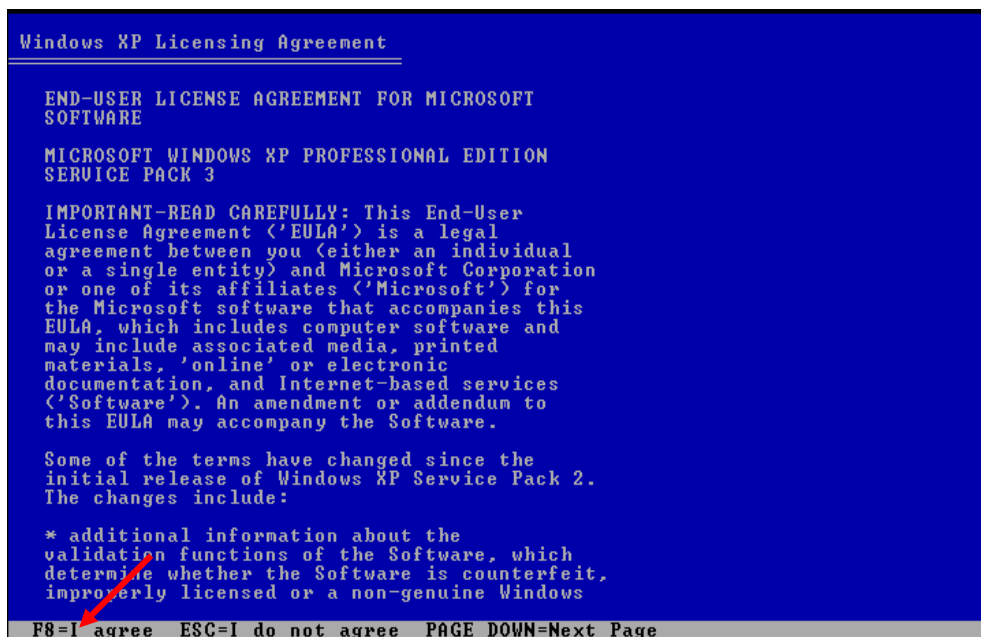 Windows XP Licensing Agreement
END-USER LICENSE AGREEMENT FOR MICROSOFT
SOFTWARE
MICROSOFT WINDOWS XP PROFESSIONAL EDITION
SERVICE PACK 3
IMPORTANT-READ CAREFULLY: This End-User
License Agreement ('EULA') is a legal
agreement between you (either an individual
or a single entity) and Microsoft Corporation
or one of its affiliates ('Microsoft') for
the Microsoft software that accompanies this
EULA, which includes computer software and
may include associated media, printed
materials, 'online' or electronic
documentation, and Internet-based services
('Software'). An amendment or addendum to
this EULA may accompany the Software.
Some of the terms have changed since the
initial release of Windows XP Service Pack 2.
The changes include:
* additional information about the
validation functions of the Software, which
determine whether the Software is counterfeit,
improperly licensed or a non-genuine Windows
F8=I agree  ESC=I do not agree  PAGE DOWN=Next Page